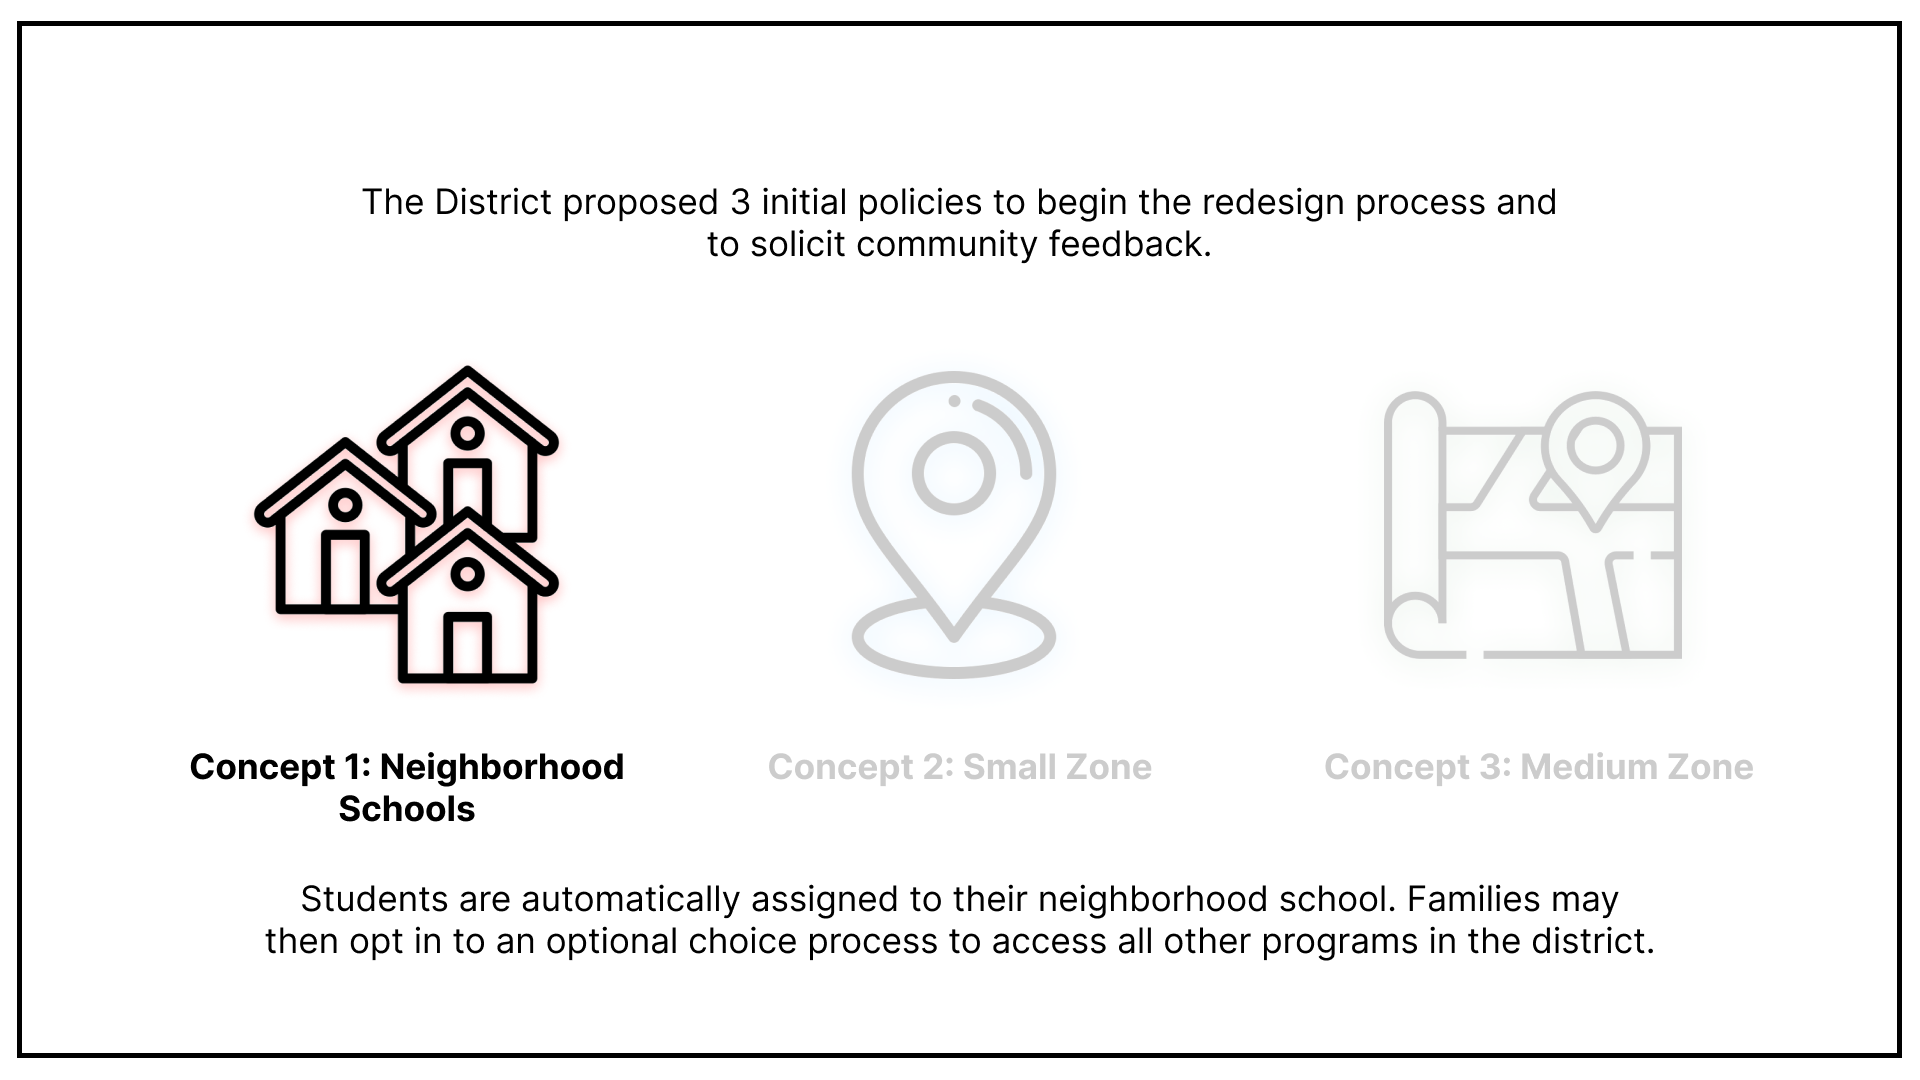 The District proposed 3 initial policies to begin the redesign process and
to solicit community feedback.
Concept 1: Neighborhood
Schools
Concept 2: Small Zone
Concept 3: Medium Zone
Students are automatically assigned to their neighborhood school. Families may
then opt in to an optional choice process to access all other programs in the district.